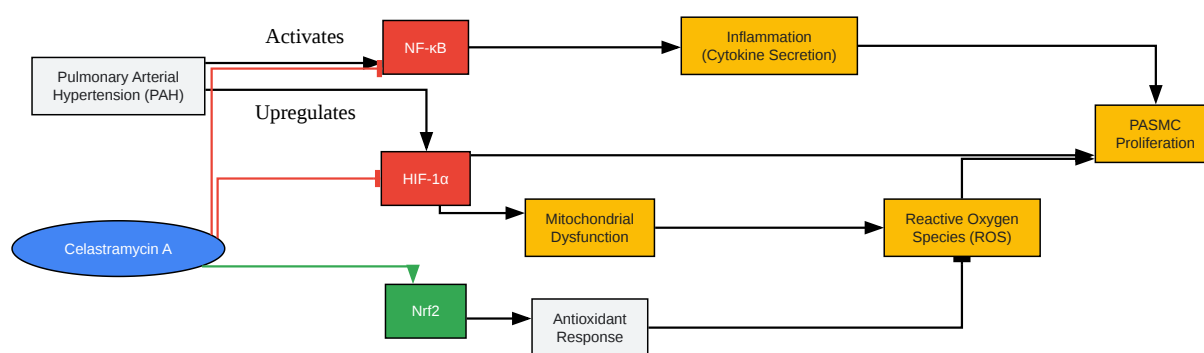 Activates
NF-κB
Inflammation
(Cytokine Secretion)
Pulmonary Arterial
Hypertension (PAH)
Upregulates
PASMC
Proliferation
HIF-1α
Mitochondrial
Dysfunction
Reactive Oxygen
Species (ROS)
Celastramycin A
Nrf2
Antioxidant
Response